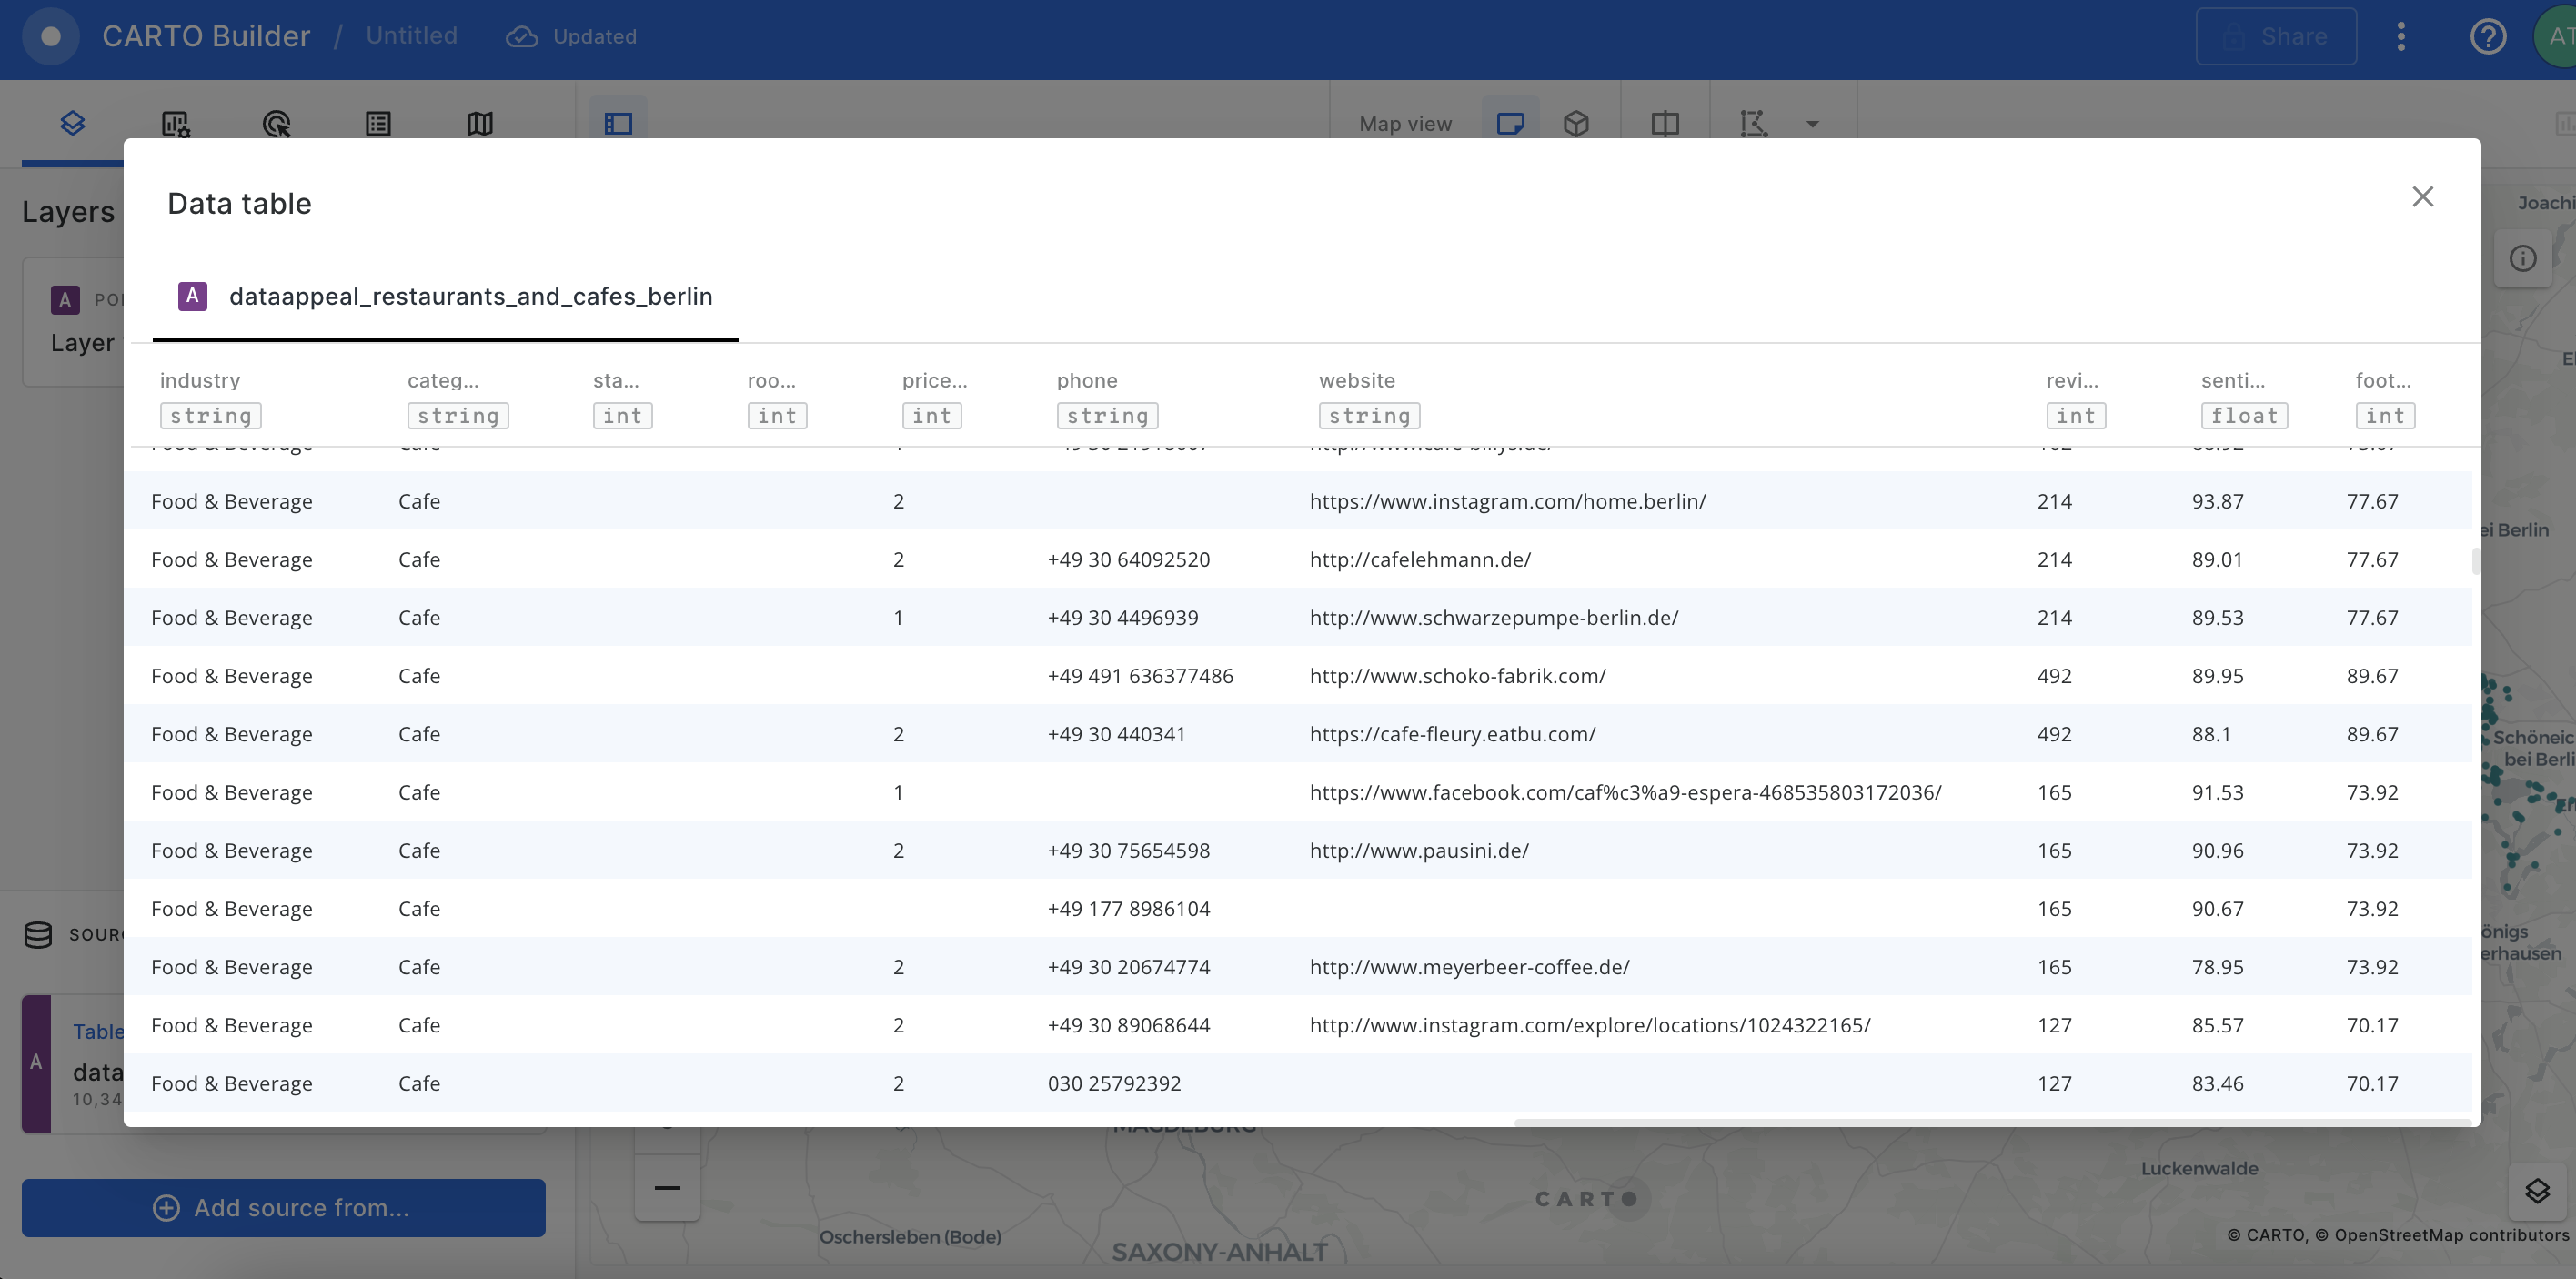 CARTO Builder / Untitled Updated Share AT
Map view
Layers
Data table
A dataappeal_restaurants_and_cafes_berlin
A
Layer
industry categ... sta... roo... price... phone website revi... senti... foot...
string string int int int string string int float int
Food & Beverage Cafe 2 https://www.instagram.com/home.berlin/ 214 93.87 77.67
Food & Beverage Cafe 2 +49 30 64092520 http://cafelehmann.de/ 214 89.01 77.67
Food & Beverage Cafe 1 +49 30 4496939 http://www.schwarzepumpe-berlin.de/ 214 89.53 77.67
Food & Beverage Cafe +49 491 636377486 http://www.schoko-fabrik.com/ 492 89.95 89.67
Food & Beverage Cafe 2 +49 30 440341 https://cafe-fleury.eatbu.com/ 492 88.1 89.67
Food & Beverage Cafe 1 https://www.facebook.com/caf%c3%a9-espera-468535803172036/ 165 91.53 73.92
Food & Beverage Cafe 2 +49 30 75654598 http://www.pausini.de/ 165 90.96 73.92
Food & Beverage Cafe +49 177 8986104 165 90.67 73.92
Food & Beverage Cafe 2 +49 30 20674774 http://www.meyerbeer-coffee.de/ 165 78.95 73.92
Food & Beverage Cafe 2 +49 30 89068644 http://www.instagram.com/explore/locations/1024322165/ 127 85.57 70.17
Food & Beverage Cafe 2 030 25792392 127 83.46 70.17
Joachi
ei Berlin
Schöneic
bei Berli
önigs
erhausen
SOUR
Table
A
data
10,34
Add source from...
MAGDEBURG
Luckenwalde
CARTO
Oschersleben (Bode)
SAXONY-ANHALT
© CARTO, © OpenStreetMap contributors